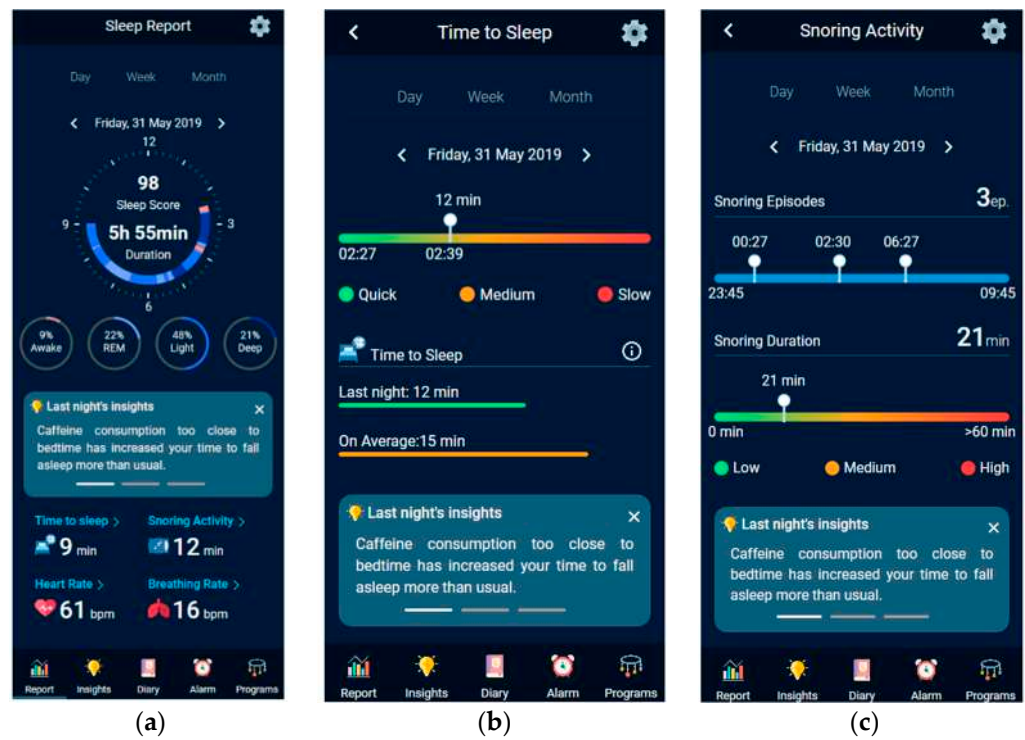 Sleep Report
Day Week Month
< Friday, 31 May 2019 >
12
98
Sleep Score
9
3
5h 55min
Duration
6
9% Awake
22% REM
48% Light
21% Deep
Last night's insights ×
Caffeine consumption too close to
bedtime has increased your time to fall
asleep more than usual.
Time to sleep > Snoring Activity >
9 min 12 min
Heart Rate > Breathing Rate >
61 bpm 16 bpm
Report Insights Diary Alarm Programs
(a)
< Time to Sleep
Day Week Month
< Friday, 31 May 2019 >
12 min
02:27 02:39
Quick Medium Slow
Time to Sleep
Last night: 12 min
On Average:15 min
Last night's insights ×
Caffeine consumption too close to
bedtime has increased your time to fall
asleep more than usual.
Report Insights Diary Alarm Programs
(b)
< Snoring Activity
Day Week Month
< Friday, 31 May 2019 >
Snoring Episodes 3ep.
00:27 02:30 06:27
23:45 09:45
Snoring Duration 21min
21 min
0 min >60 min
Low Medium High
Last night's insights ×
Caffeine consumption too close to
bedtime has increased your time to fall
asleep more than usual.
Report Insights Diary Alarm Programs
(c)